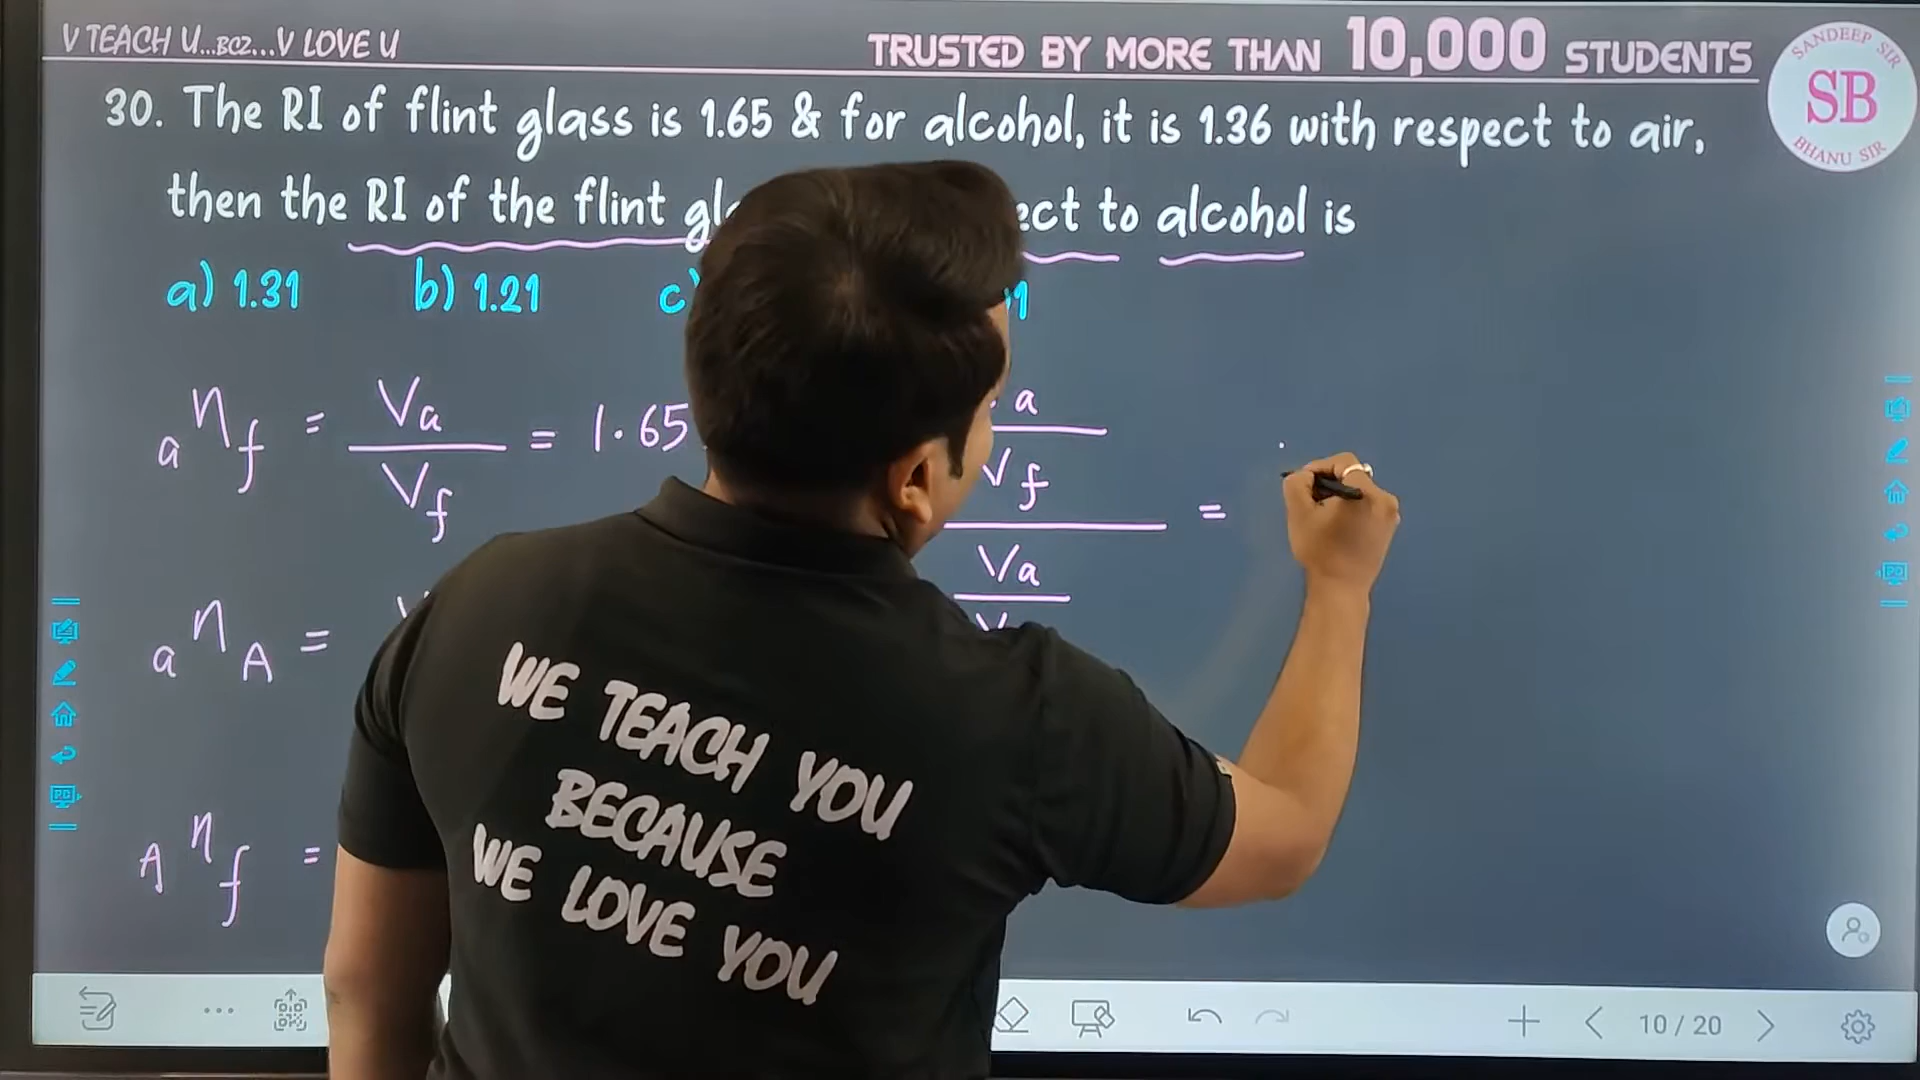 V TEACH U...BCZ...V LOVE U
TRUSTED BY MORE THAN 10,000 STUDENTS
SANDEEP SIR
SB
BHANU SIR
30. The RI of flint glass is 1.65 & for alcohol, it is 1.36 with respect to air,
then the RI of the flint to alcohol is
a) 1.31 b) 1.21 c)
a n f = Va / Vf = 1.65
a / Vf
Va
=
a n A =
A n f =
WE TEACH YOU
BECAUSE
WE LOVE YOU
10 / 20